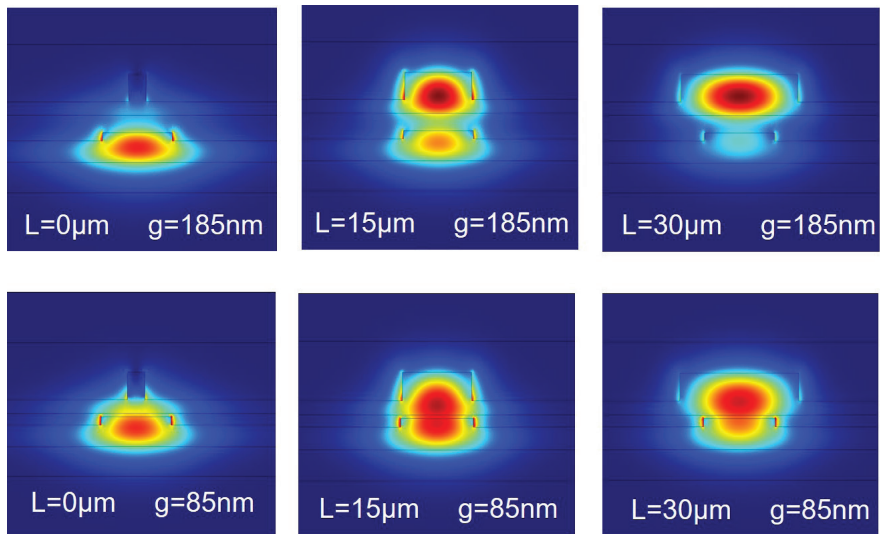 L=0μm g=185nm
L=15μm g=185nm
L=30μm g=185nm
L=0μm g=85nm
L=15μm g=85nm
L=30μm g=85nm